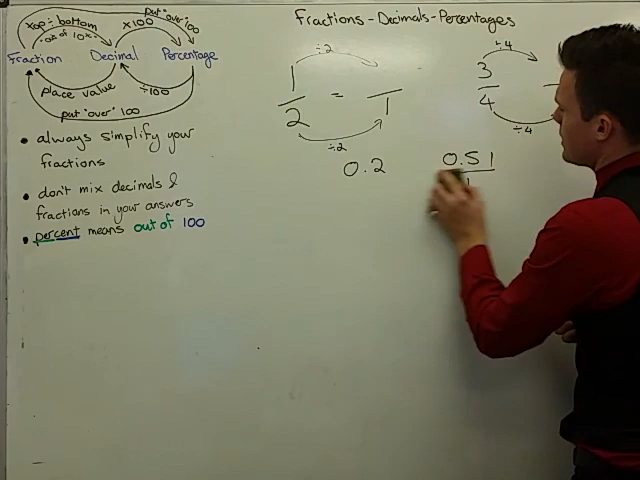 Fractions - Decimals - Percentages
put "over" 100
top ÷ bottom
"out of 10's"
x100
Fraction
Decimal
Percentage
place value
÷100
put "over" 100
• always simplify your
fractions
• don't mix decimals &
fractions in your answers
• percent means out of 100
÷2
1
2
=
1
÷2
0.2
÷4
3
4
÷4
0.51